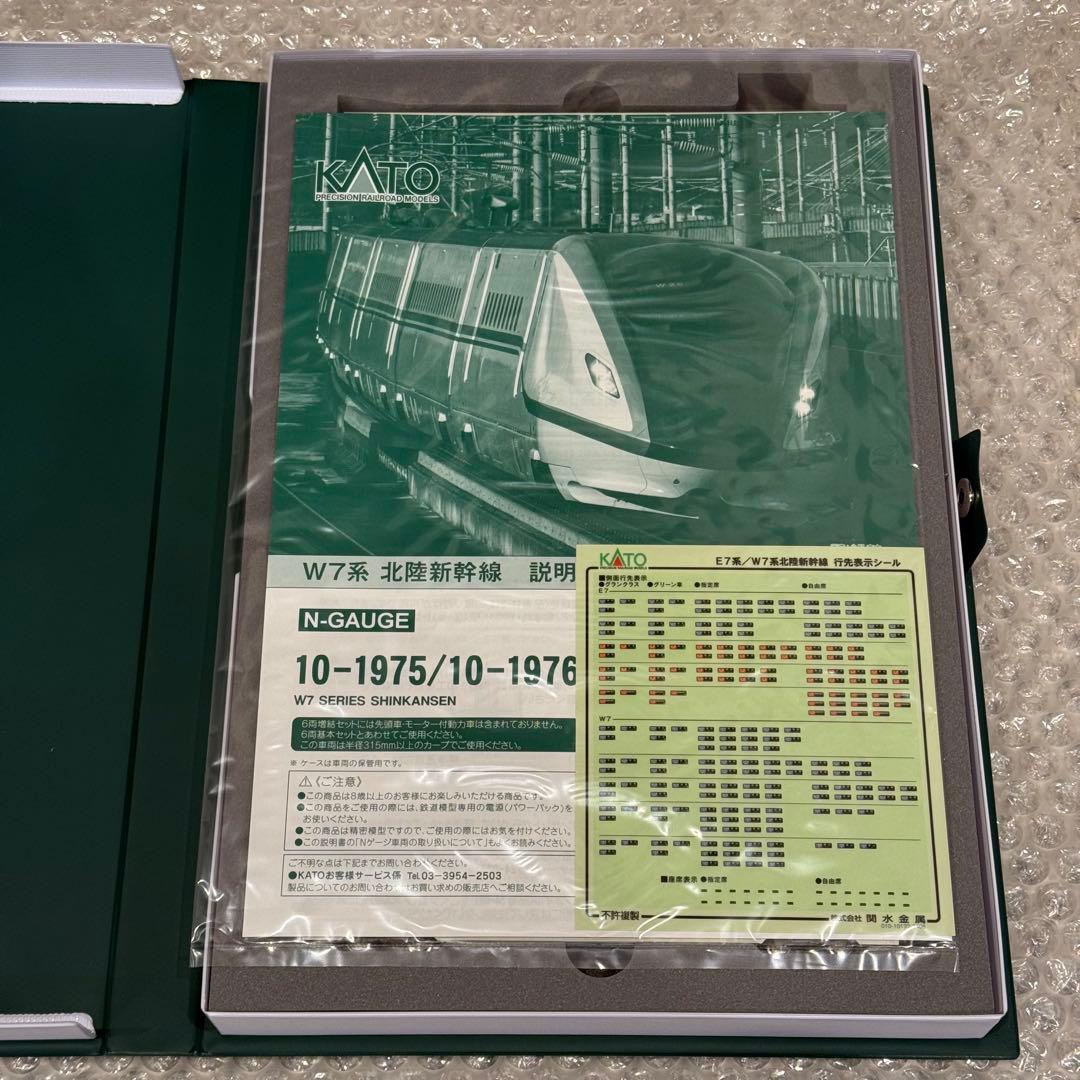 KATO
PRECISION RAILROAD MODELS
W7系 北陸新幹線 説明
N-GAUGE
10-1975/10-1976
W7 SERIES SHINKANSEN
6両増結セットには先頭車・モーター付動力車は含まれておりません。
6両基本セットとあわせてご使用ください。
この車両は半径315mm以上のカーブでご使用ください。
※ ケースは車両の保管用です。
⚠〈ご注意〉
●この商品は8歳以上のお客様にお楽しみいただける商品です。
●この商品をご使用の際には、鉄道模型専用の電源(パワーパック)を
お使いください。
●この商品は精密模型ですので、ご使用の際にはお気を付けください。
●この説明書の「Nゲージ車両の取り扱いについて」もよくお読みください。
ご不明な点は下記までお問い合わせください。
●KATOお客様サービス係 Tel.03-3954-2503
製品についてのお問い合わせはお買い求めの販売店へご相談ください。
KATO
PRECISION RAILROAD MODELS
E7系/W7系北陸新幹線 行先表示シール
■側面行先表示
●グランクラス ●グリーン車 ●指定席 ●自由席
E7
W7
■座席表示 ●指定席 ●自由席
不許複製
株式会社 関水金属